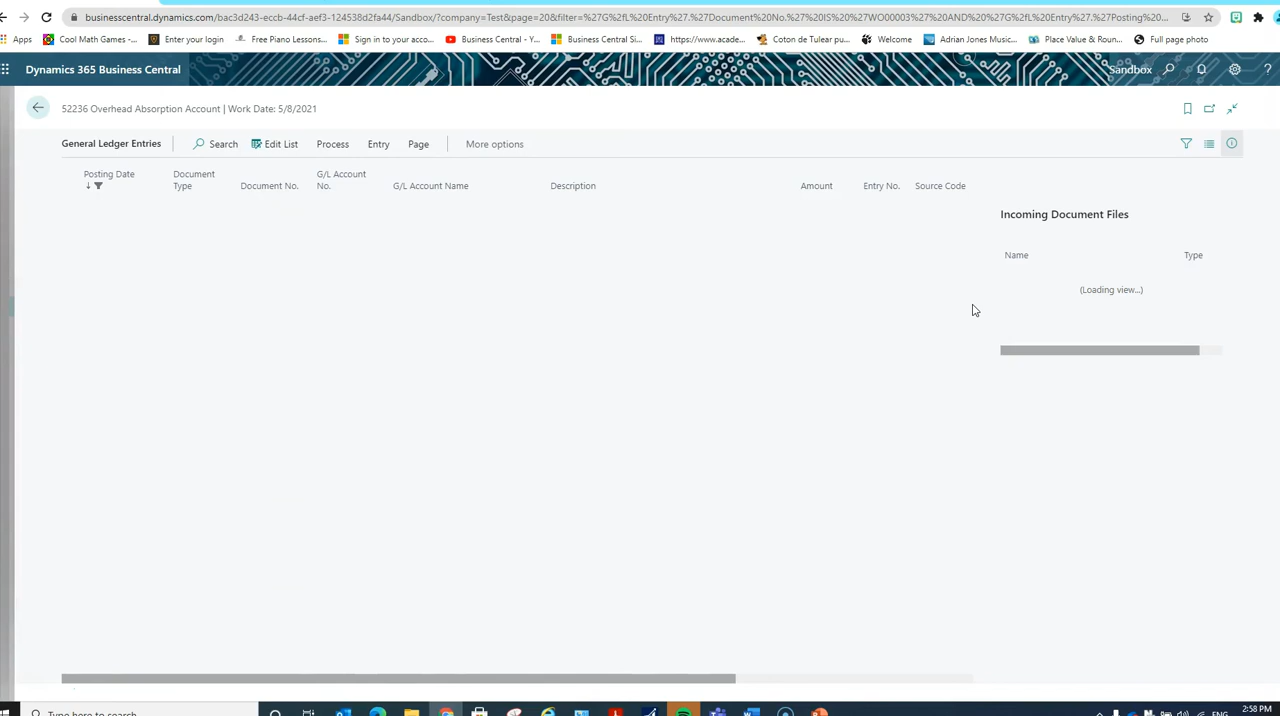 businesscentral.dynamics.com/bac3d243-eccb-44cf-aef3-124538d2fa44/Sandbox/?company=Test&page=20&filter=%27G%2fL%20Entry%27.%27Document%20No.%27%20IS%20%27WO00003%27%20AND%20%27G%2fL%20Entry%27.%27Posting%20...
Apps Cool Math Games -... Enter your login Free Piano Lessons... Sign in to your acco... Business Central - Y... Business Central Si... https://www.acade... Coton de Tulear pu... Welcome Adrian Jones Music... Place Value & Roun... Full page photo
Dynamics 365 Business Central Sandbox
52236 Overhead Absorption Account | Work Date: 5/8/2021
General Ledger Entries Search Edit List Process Entry Page More options
Posting Date Document Type Document No. G/L Account No. G/L Account Name Description Amount Entry No. Source Code
Incoming Document Files
Name Type
(Loading view...)
Type here to search ENG 2:58 PM